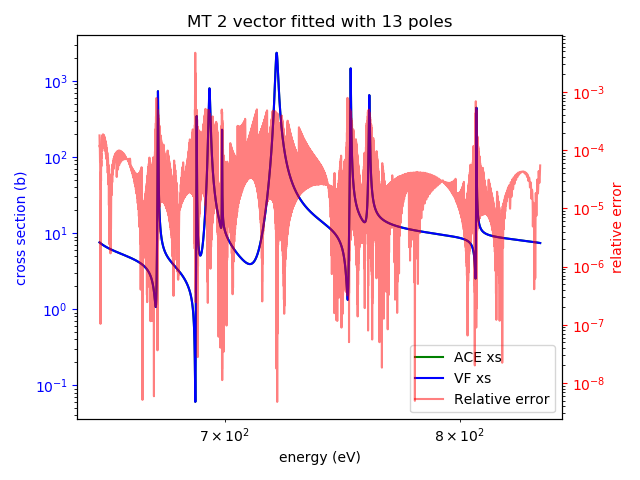 MT 2 vector fitted with 13 poles
cross section (b)
10³
10²
10¹
10⁰
10⁻¹
10⁻³
10⁻⁴
10⁻⁵
10⁻⁶
10⁻⁷
10⁻⁸
relative error
ACE xs
VF xs
Relative error
7 × 10² 8 × 10²
energy (eV)